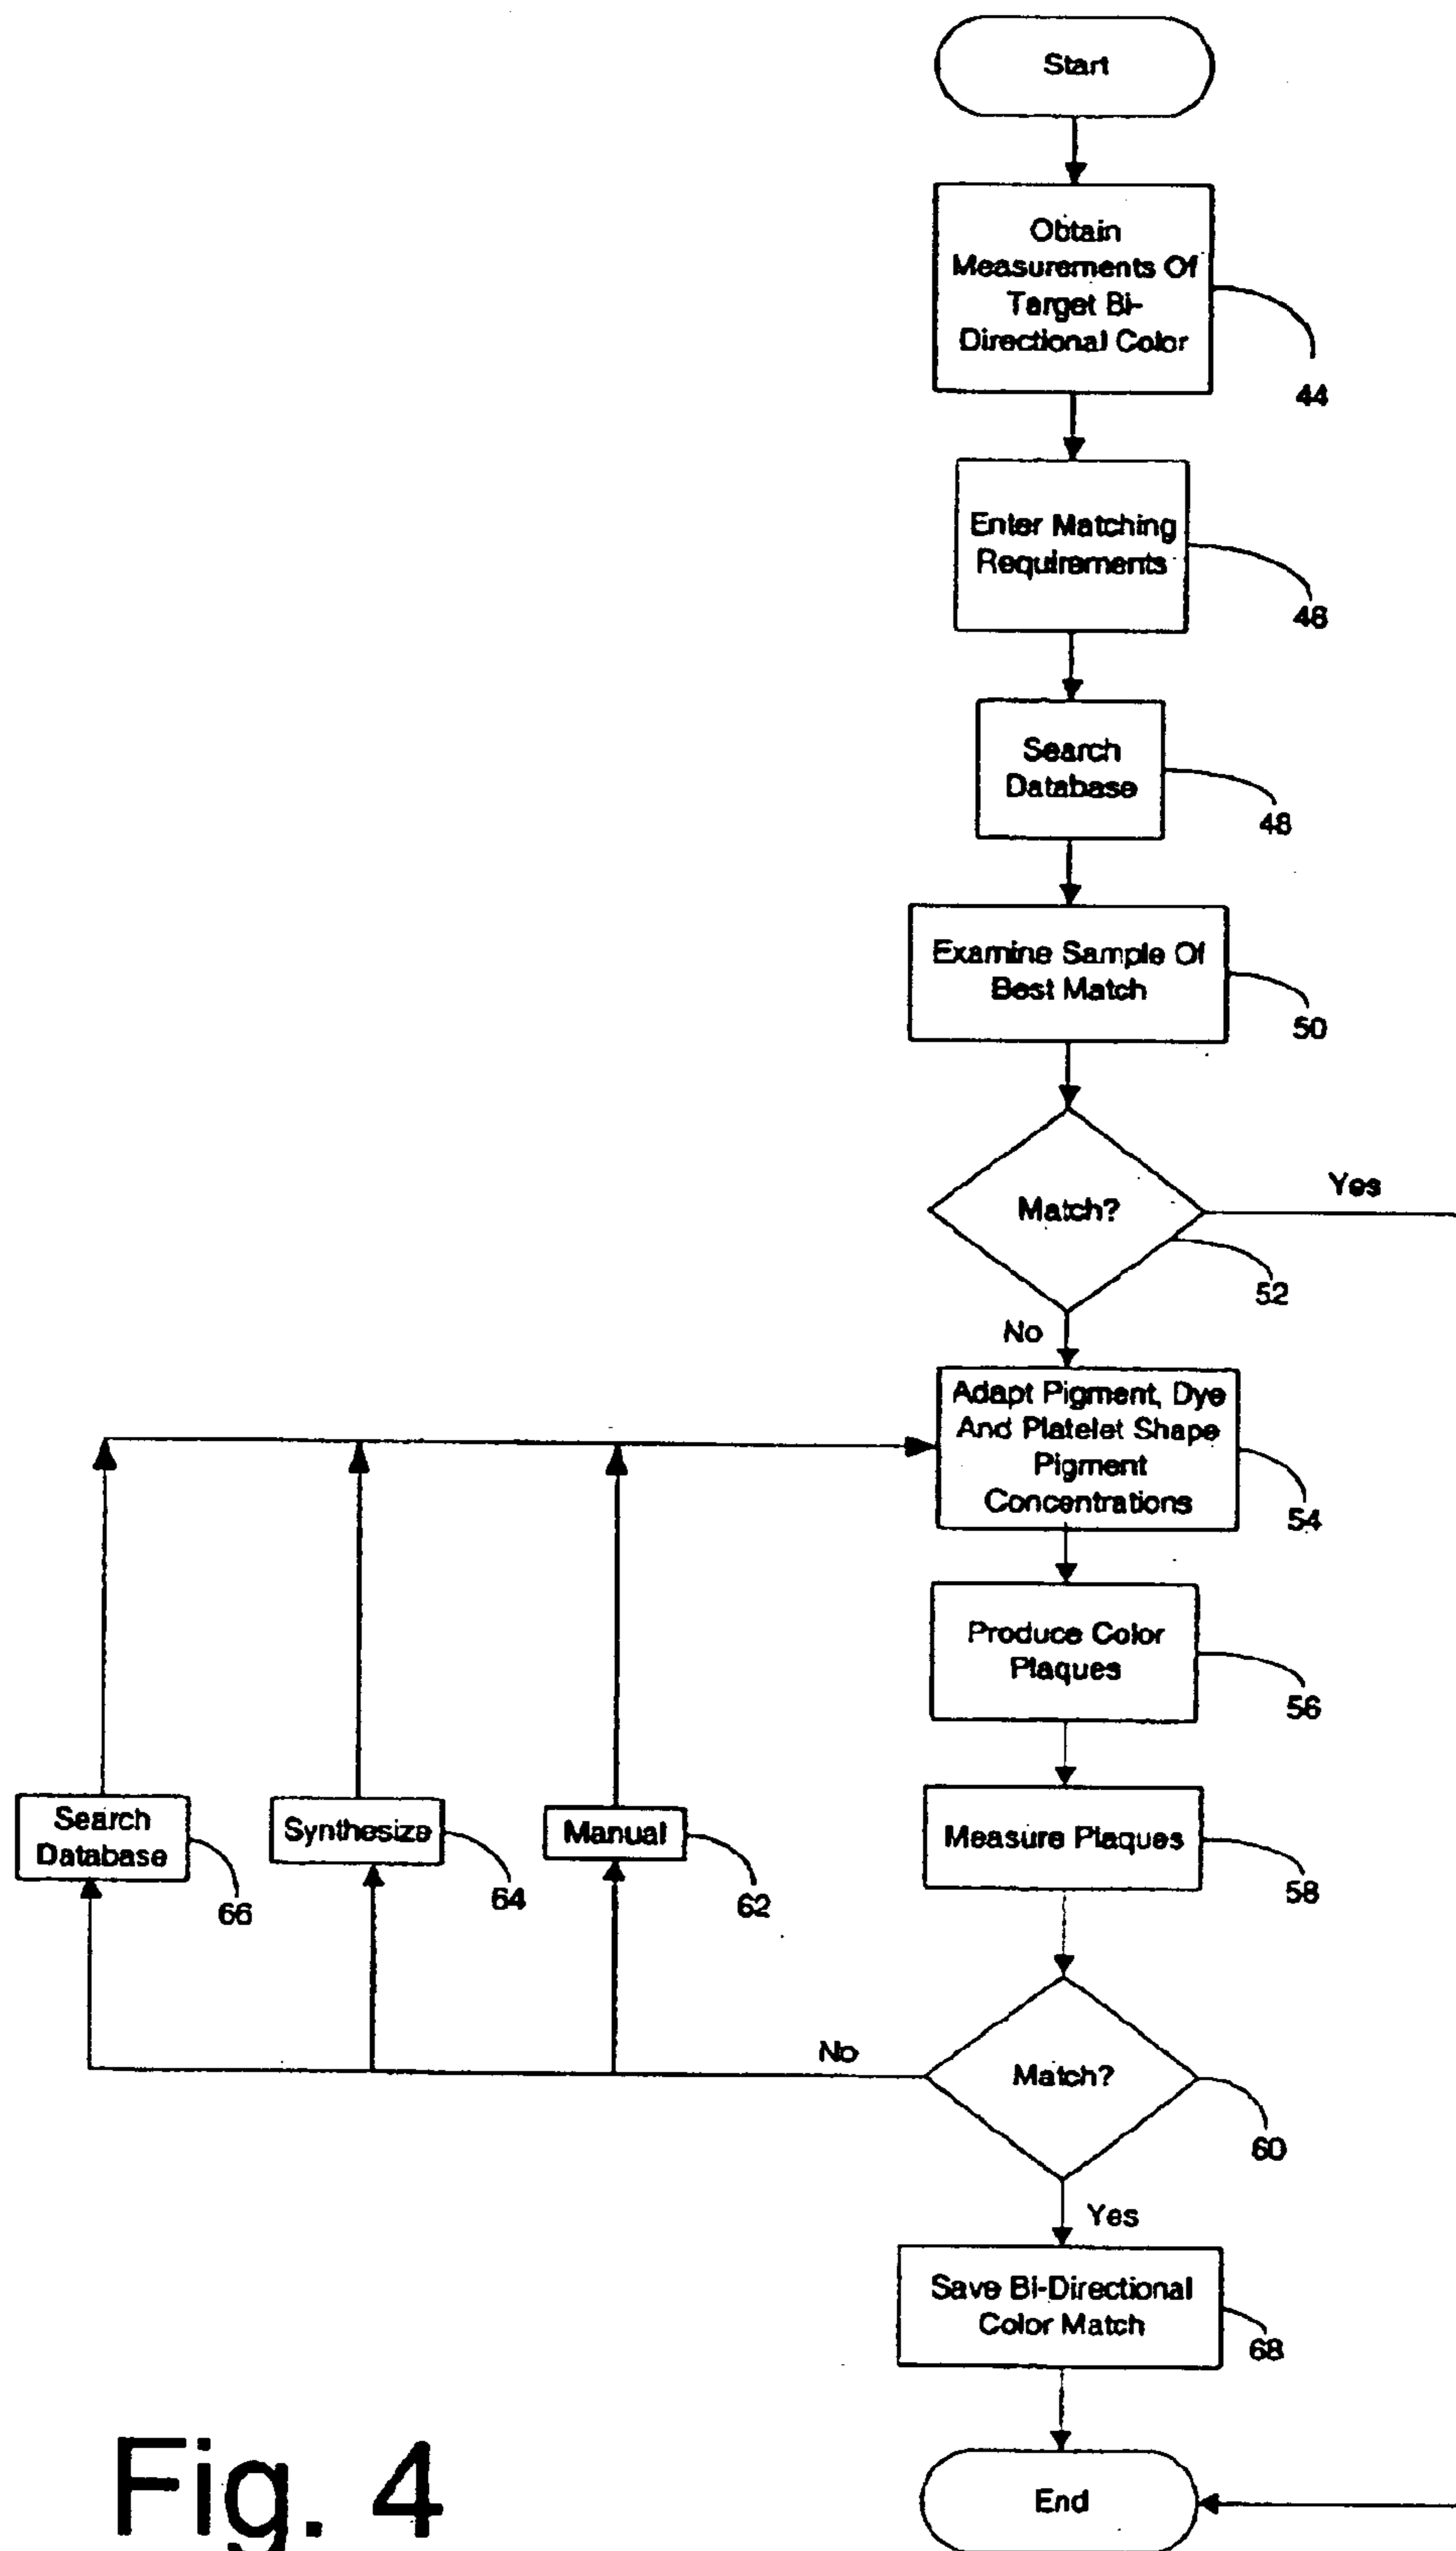 Start
Obtain
Measurements Of
Target Bi-
Directional Color
44
Enter Matching
Requirements
46
Search
Database
48
Examine Sample Of
Best Match
50
Match?
Yes
52
No
Adapt Pigment, Dye
And Platelet Shape
Pigment
Concentrations
54
Produce Color
Plaques
56
Measure Plaques
58
Search
Database
66
Synthesize
64
Manual
62
No
Match?
60
Yes
Save Bi-Directional
Color Match
68
End
Fig. 4